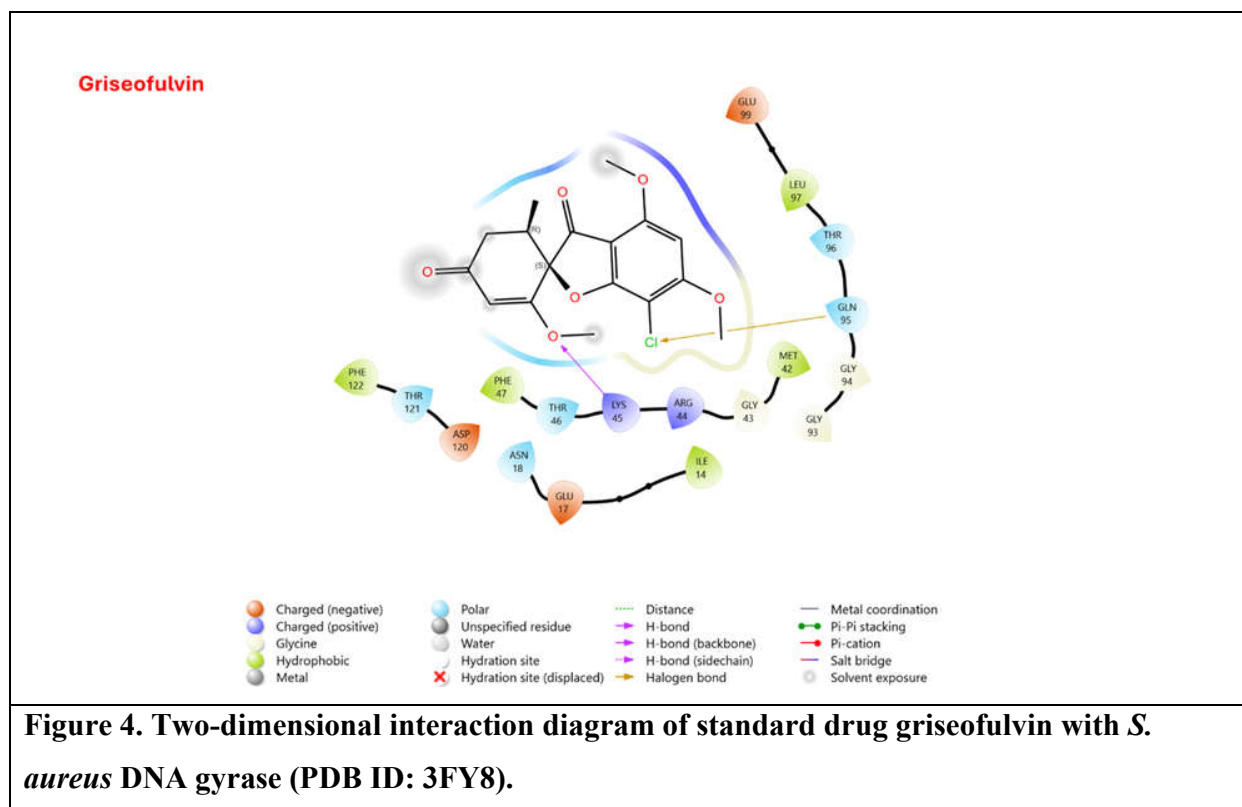 Griseofulvin
GLU
99
LEU
97
THR
96
GLN
95
GLY
94
GLY
93
O
O
O
(R)
(S)
O
O
O
Cl
MET
42
GLY
43
ARG
44
LYS
45
THR
46
PHE
47
PHE
122
THR
121
ASP
120
ASN
18
GLU
17
ILE
14
Charged (negative)
Charged (positive)
Glycine
Hydrophobic
Metal
Polar
Unspecified residue
Water
Hydration site
Hydration site (displaced)
Distance
H-bond
H-bond (backbone)
H-bond (sidechain)
Halogen bond
Metal coordination
Pi-Pi stacking
Pi-cation
Salt bridge
Solvent exposure
Figure 4. Two-dimensional interaction diagram of standard drug griseofulvin with S.
aureus DNA gyrase (PDB ID: 3FY8).